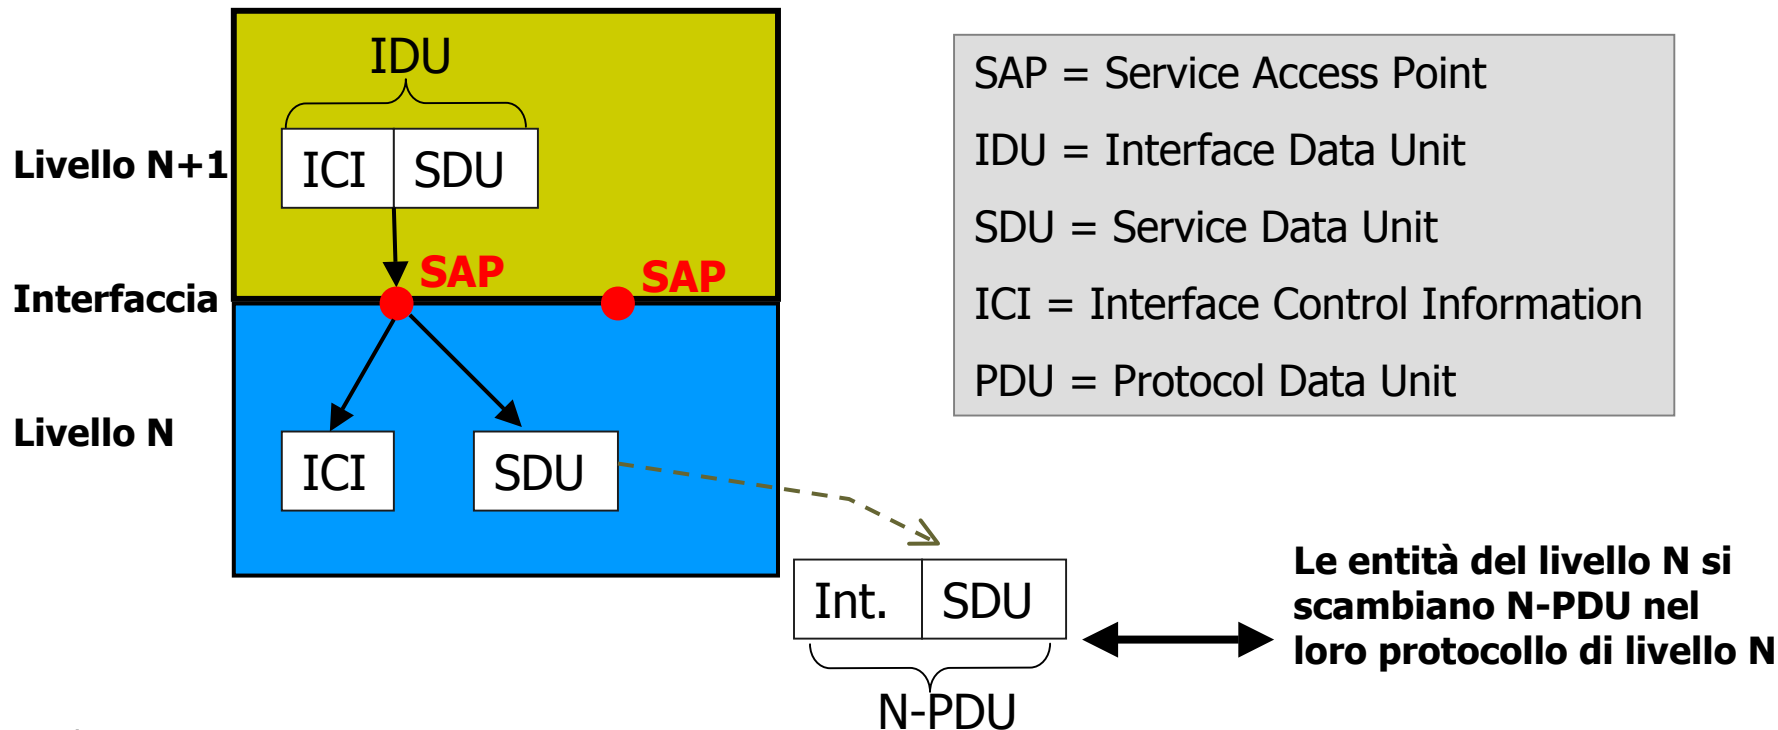 IDU
Livello N+1
ICI
SDU
SAP
SAP
Interfaccia
Livello N
ICI
SDU
SAP = Service Access Point
IDU = Interface Data Unit
SDU = Service Data Unit
ICI = Interface Control Information
PDU = Protocol Data Unit
Int.
SDU
N-PDU
Le entità del livello N si
scambiano N-PDU nel
loro protocollo di livello N